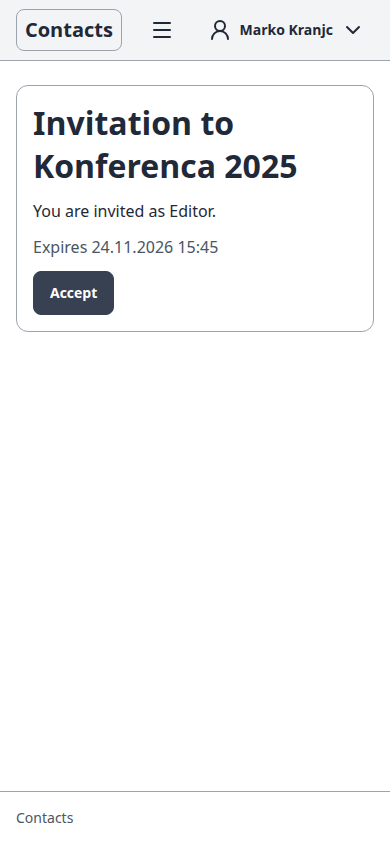 Contacts
Marko Kranjc
Invitation to
Konferenca 2025
You are invited as Editor.
Expires 24.11.2026 15:45
Accept
Contacts